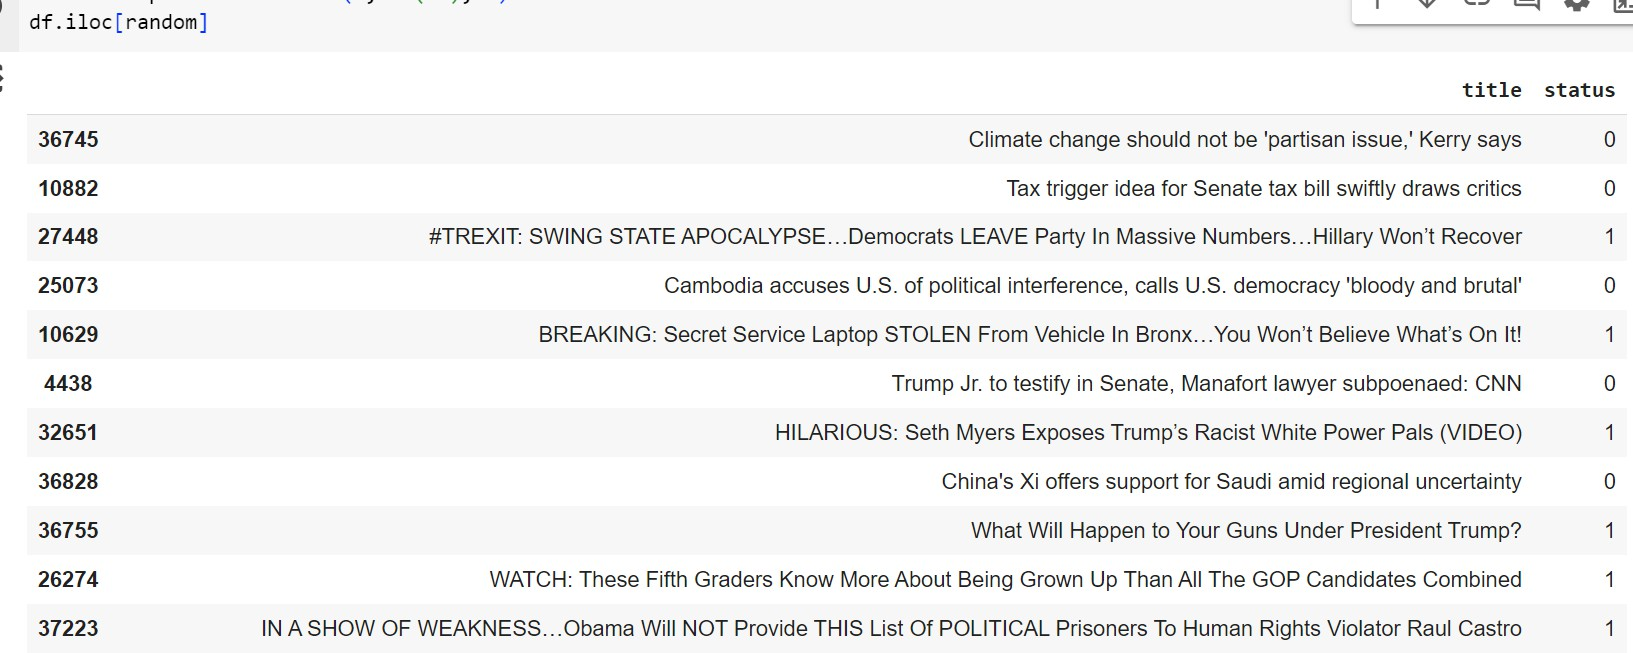 df.iloc[random]
title status
36745 Climate change should not be 'partisan issue,' Kerry says 0
10882 Tax trigger idea for Senate tax bill swiftly draws critics 0
27448 #TREXIT: SWING STATE APOCALYPSE…Democrats LEAVE Party In Massive Numbers…Hillary Won’t Recover 1
25073 Cambodia accuses U.S. of political interference, calls U.S. democracy 'bloody and brutal' 0
10629 BREAKING: Secret Service Laptop STOLEN From Vehicle In Bronx…You Won’t Believe What’s On It! 1
4438 Trump Jr. to testify in Senate, Manafort lawyer subpoenaed: CNN 0
32651 HILARIOUS: Seth Myers Exposes Trump’s Racist White Power Pals (VIDEO) 1
36828 China's Xi offers support for Saudi amid regional uncertainty 0
36755 What Will Happen to Your Guns Under President Trump? 1
26274 WATCH: These Fifth Graders Know More About Being Grown Up Than All The GOP Candidates Combined 1
37223 IN A SHOW OF WEAKNESS…Obama Will NOT Provide THIS List Of POLITICAL Prisoners To Human Rights Violator Raul Castro 1